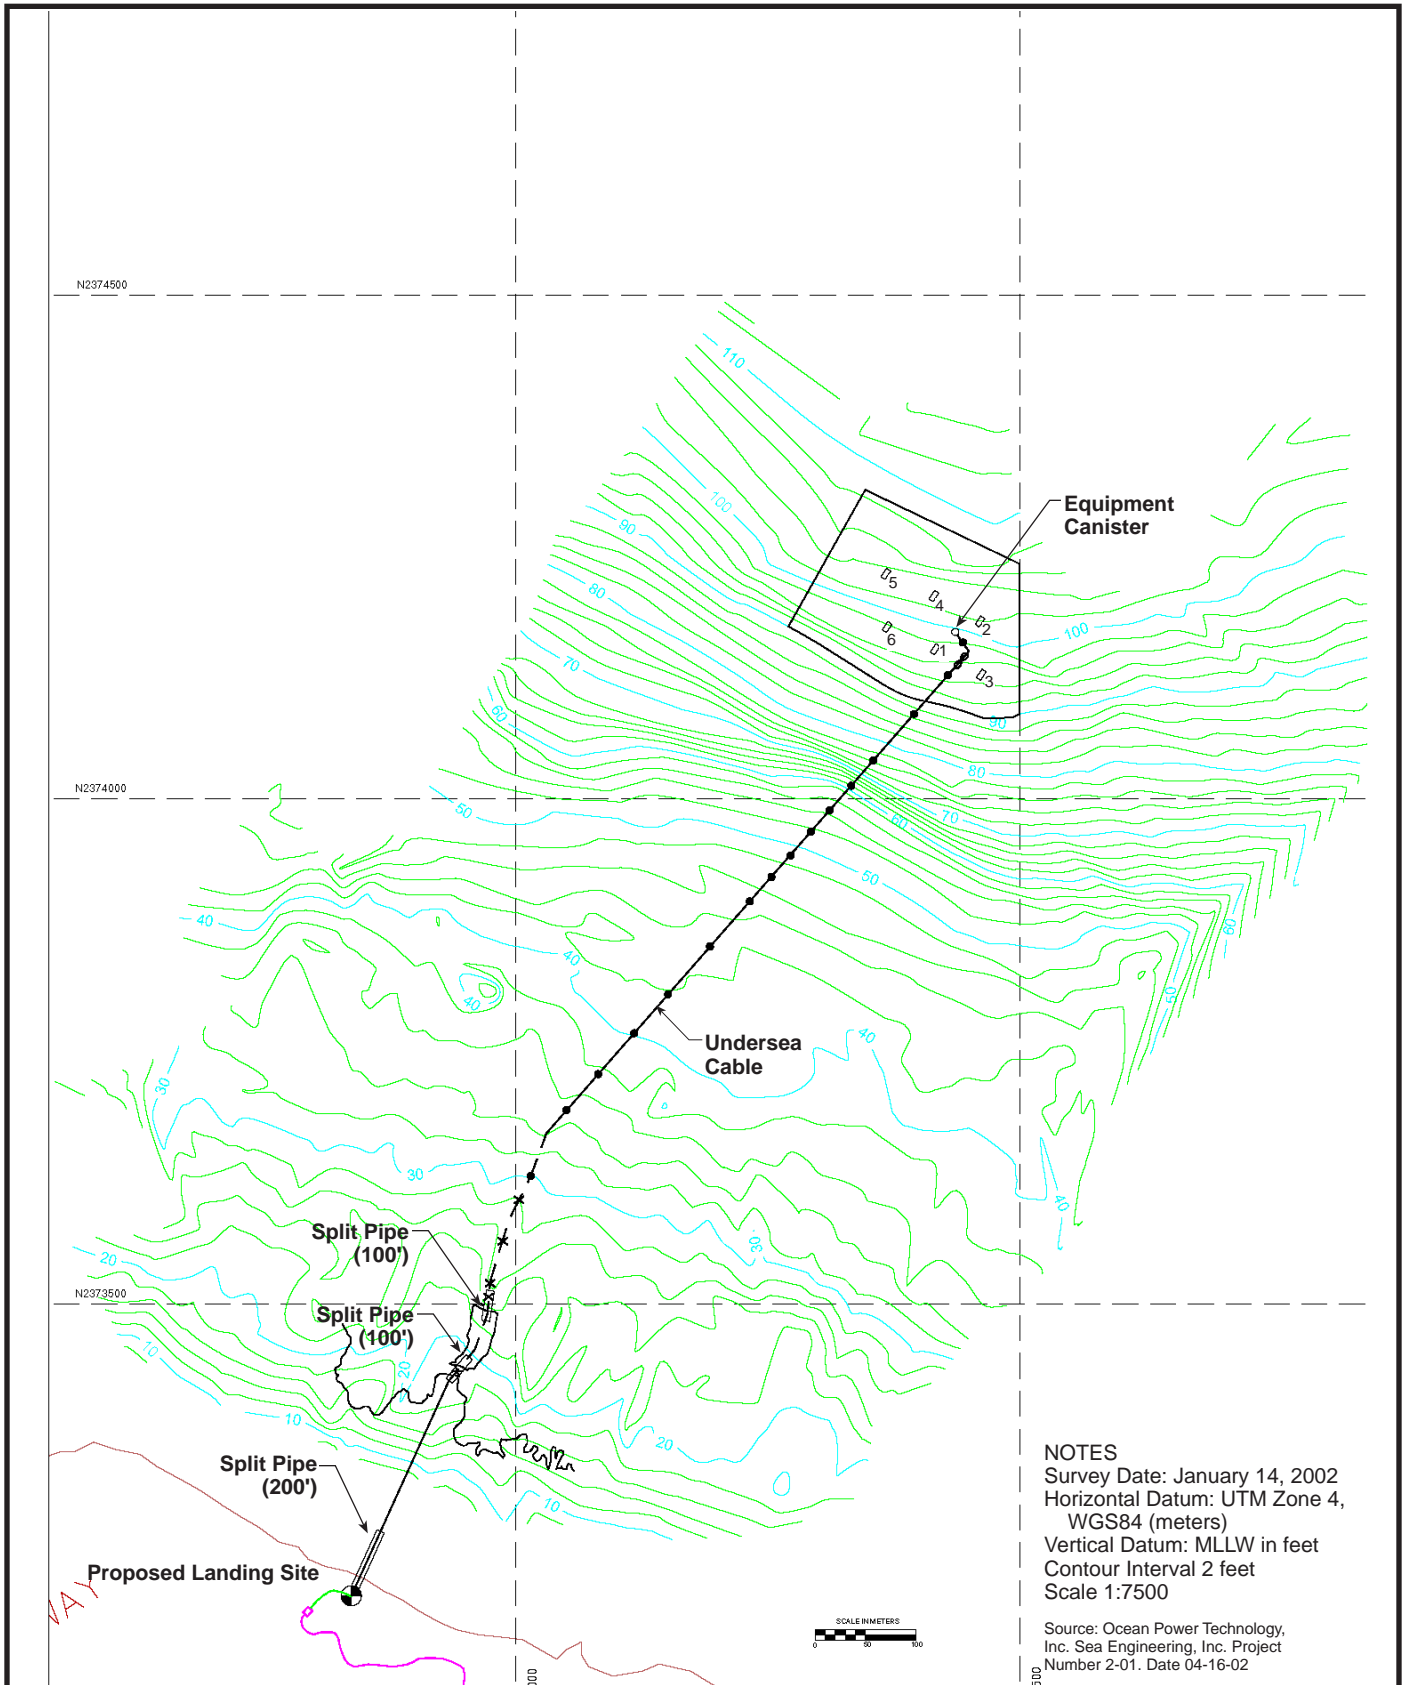 N2374500
110
100
90
80
70
60
Equipment
Canister
5
4
2
6
1
3
100
90
80
70
60
N2374000
50
50
40
40
40
60
50
Undersea
Cable
40
30
30
40
30
Split Pipe
(100')
20
N2373500
Split Pipe
(100')
10
20
10
20
10
Split Pipe
(200')
Proposed Landing Site
NOTES
Survey Date: January 14, 2002
Horizontal Datum: UTM Zone 4,
WGS84 (meters)
Vertical Datum: MLLW in feet
Contour Interval 2 feet
Scale 1:7500
Source: Ocean Power Technology,
Inc. Sea Engineering, Inc. Project
Number 2-01. Date 04-16-02
SCALE IN METERS
0 50 100